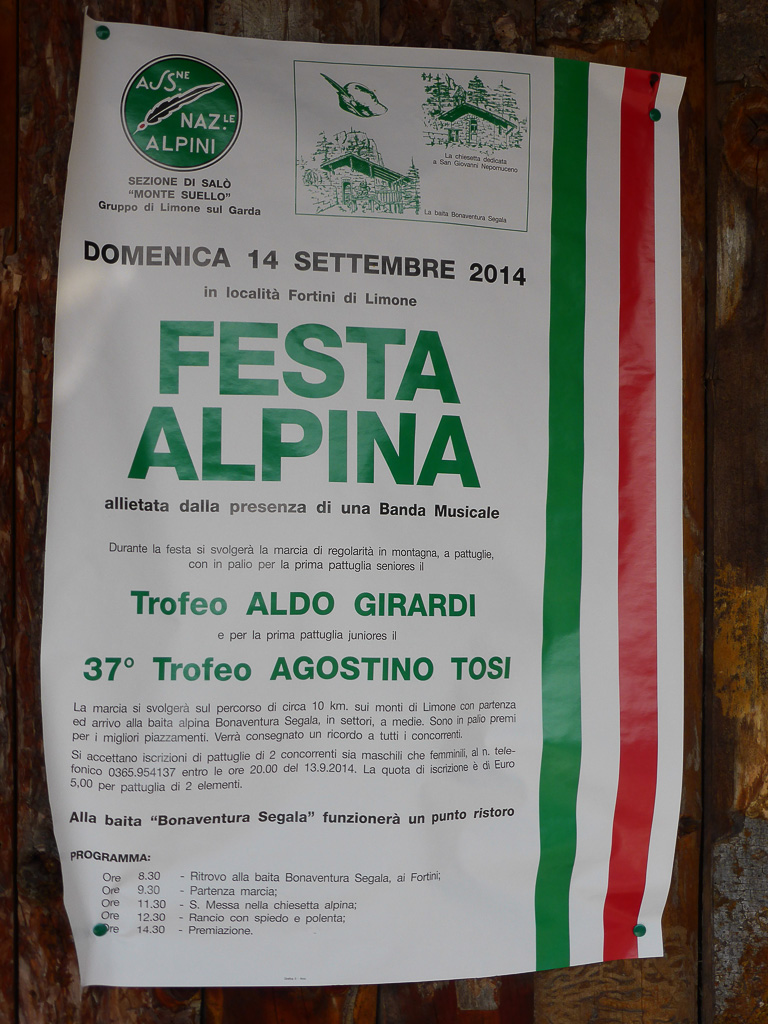 ASS.NE
NAZ.LE
ALPINI
SEZIONE DI SALÒ
“MONTE SUELLO”
Gruppo di Limone sul Garda
La chiesetta dedicata
a San Giovanni Nepomuceno
La baita Bonaventura Segala
DOMENICA 14 SETTEMBRE 2014
in località Fortini di Limone
FESTA
ALPINA
allietata dalla presenza di una Banda Musicale
Durante la festa si svolgerà la marcia di regolarità in montagna, a pattuglie,
con in palio per la prima pattuglia seniores il
Trofeo ALDO GIRARDI
e per la prima pattuglia juniores il
37° Trofeo AGOSTINO TOSI
La marcia si svolgerà sul percorso di circa 10 km. sui monti di Limone con partenza
ed arrivo alla baita alpina Bonaventura Segala, in settori, a medie. Sono in palio premi
per i migliori piazzamenti. Verrà consegnato un ricordo a tutti i concorrenti.
Si accettano iscrizioni di pattuglie di 2 concorrenti sia maschili che femminili, al n. tele-
fonico 0365.954137 entro le ore 20.00 del 13.9.2014. La quota di iscrizione è di Euro
5,00 per pattuglia di 2 elementi.
Alla baita “Bonaventura Segala” funzionerà un punto ristoro
PROGRAMMA:
Ore 8.30 - Ritrovo alla baita Bonaventura Segala, ai Fortini;
Ore 9.30 - Partenza marcia;
Ore 11.30 - S. Messa nella chiesetta alpina;
Ore 12.30 - Rancio con spiedo e polenta;
Ore 14.30 - Premiazione.